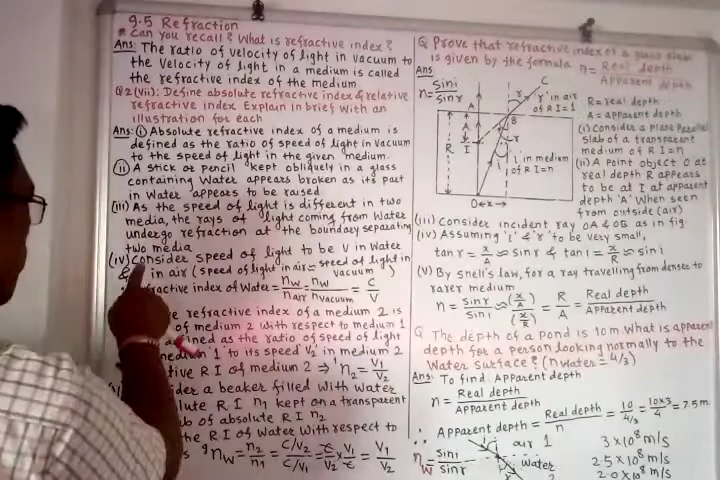 9.5 Refraction
* Can you recall? What is refractive index?
Ans: The ratio of velocity of light in vacuum to
the velocity of light in a medium is called
the refractive index of the medium.
Q.2 (vii): Define absolute refractive index & relative
refractive index Explain in brief with an
illustration for each
Ans: (i) Absolute refractive index of a medium is
defined as the ratio of speed of light in vacuum
to the speed of light in the given medium.
(ii) A stick or pencil kept obliquely in a glass
containing water appears broken as its part
in water appears to be raised.
(iii) As the speed of light is different in two
media, the rays of light coming from water
undergo refraction at the boundary separating
two media
(iv) Consider speed of light to be v in water
in air (speed of light in air ≈ speed of light in
vacuum)
refractive index of water = nw/nair = nw/nvacuum = C/V
refractive index of a medium 2 is
of medium 2 with respect to medium 1
as the ratio of speed of light
medium '1' to its speed V2 in medium 2
R I of medium 2 ⇒ ¹n2 = V1/V2
a beaker filled with water
R I n1 kept on a transparent
of absolute R I n2
the R I of water with respect to
ᵍnw = n2/n1 = C/V2 / C/V1 = C/V2 x V1/C = V1/V2
Q. Prove that refractive index of a glass slab
is given by the formula n = Real depth/Apparent depth
Ans
n = sin i/sin r
C
A
r
'r' in air
of R I = 1
B
R
A
I
r
i
'i' in medium
of R I = n
O ← x →
R = real depth
A = apparent depth
(i) Consider a plane parallel
slab of a transparent
medium of R I = n
(ii) A point object O at
real depth R appears
to be at I at apparent
depth 'A' when seen
from outside (air)
(iii) Consider incident ray OA & OB as in fig.
(iv) Assuming 'i' & 'r' to be very small,
tan r = x/A ≈ sin r & tan i = x/R ≈ sin i
(v) By snell's law, for a ray travelling from denser to
rarer medium
n = sin r/sin i ≈ (x/A)/(x/R) = R/A = Real depth/Apparent depth
Q The depth of a pond is 10 m What is apparent
depth for a person looking normally to the
water surface? (n water = 4/3)
Ans: To find Apparent depth
n = Real depth/Apparent depth
∴ Apparent depth = Real depth/n = 10/4/3 = 10x3/4 = 7.5 m.
nw = sin i/sin r
air 1
water
3 x 10⁸ m/s
2.5 x 10⁸ m/s
2.0 x 10⁸ m/s